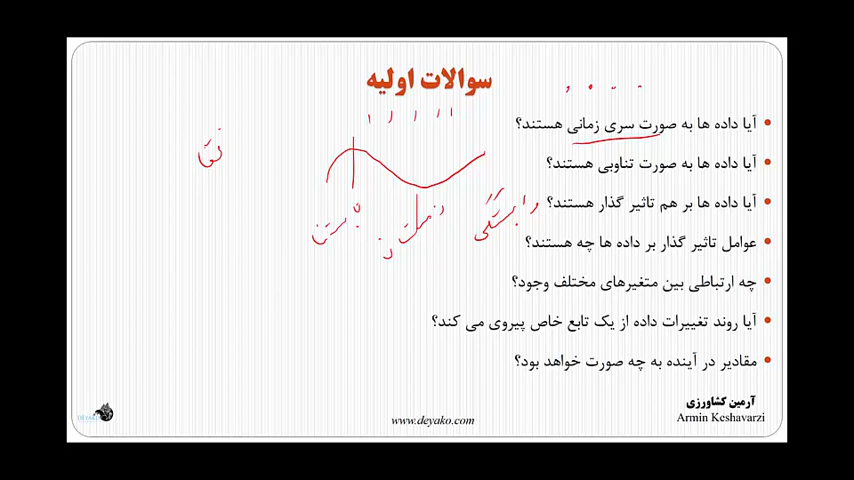 سوالات اولیه
آیا داده ها به صورت سری زمانی هستند؟
آیا داده ها به صورت تناوبی هستند؟
آیا داده ها بر هم تاثیر گذار هستند؟
وابستگی
عوامل تاثیر گذار بر داده ها چه هستند؟
چه ارتباطی بین متغیرهای مختلف وجود؟
آیا روند تغییرات داده از یک تابع خاص پیروی می کند؟
مقادیر در آینده به چه صورت خواهد بود؟
آرمین کشاورزی
Armin Keshavarzi
www.deyako.com
DEYAKO